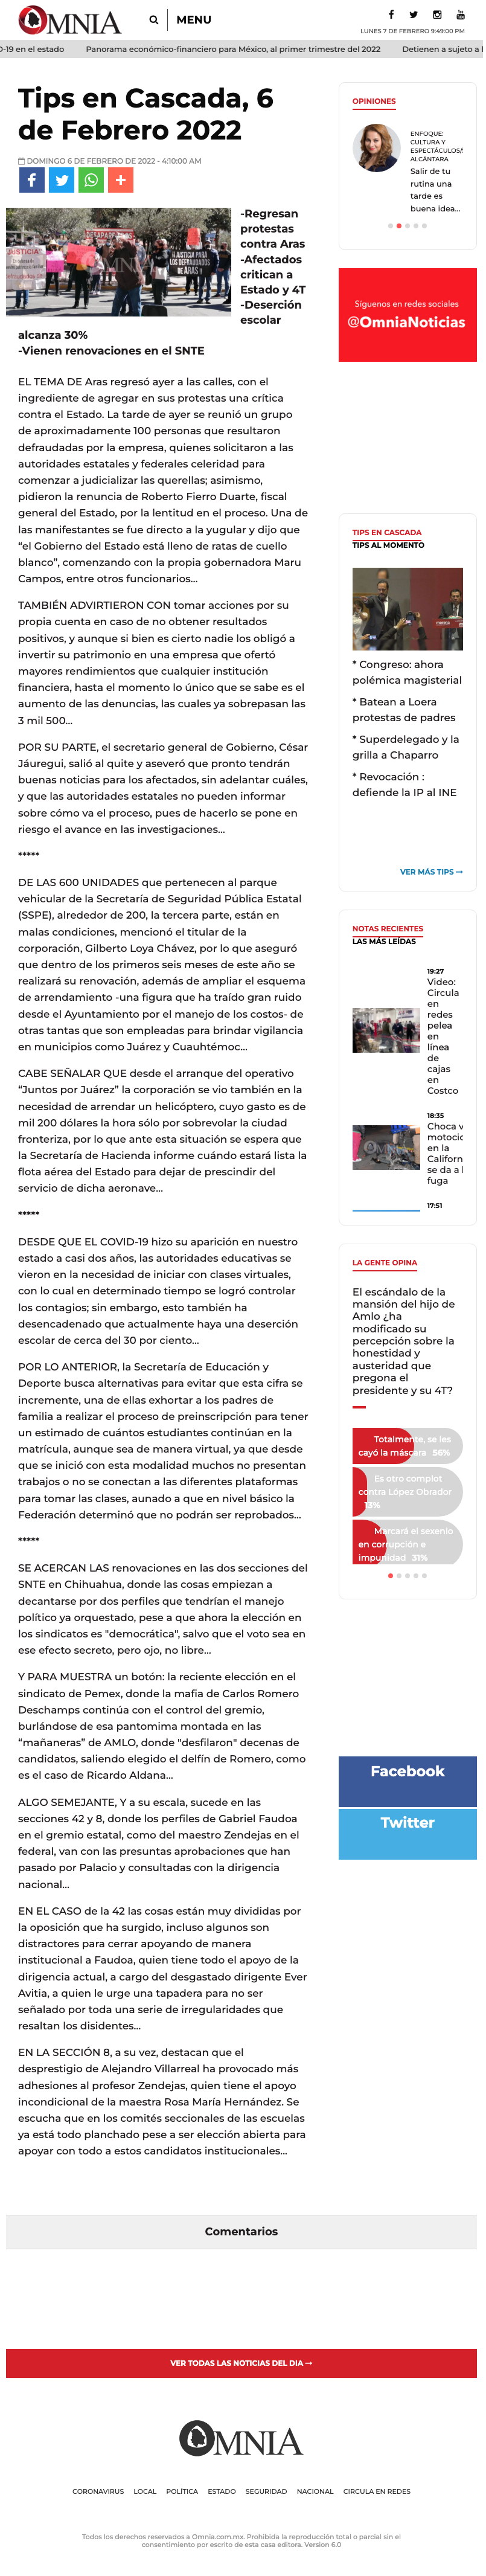 OMNIA
MENU
LUNES 7 DE FEBRERO 9:49:00 PM
-19 en el estado
Panorama económico-financiero para México, al primer trimestre del 2022
Detienen a sujeto a
Tips en Cascada, 6
de Febrero 2022
DOMINGO 6 DE FEBRERO DE 2022 - 4:10:00 AM
-Regresan
protestas
contra Aras
-Afectados
critican a
Estado y 4T
-Deserción
escolar
alcanza 30%
-Vienen renovaciones en el SNTE
EL TEMA DE Aras regresó ayer a las calles, con el
ingrediente de agregar en sus protestas una crítica
contra el Estado. La tarde de ayer se reunió un grupo
de aproximadamente 100 personas que resultaron
defraudadas por la empresa, quienes solicitaron a las
autoridades estatales y federales celeridad para
comenzar a judicializar las querellas; asimismo,
pidieron la renuncia de Roberto Fierro Duarte, fiscal
general del Estado, por la lentitud en el proceso. Una de
las manifestantes se fue directo a la yugular y dijo que
“el Gobierno del Estado está lleno de ratas de cuello
blanco”, comenzando con la propia gobernadora Maru
Campos, entre otros funcionarios...
TAMBIÉN ADVIRTIERON CON tomar acciones por su
propia cuenta en caso de no obtener resultados
positivos, y aunque si bien es cierto nadie los obligó a
invertir su patrimonio en una empresa que ofertó
mayores rendimientos que cualquier institución
financiera, hasta el momento lo único que se sabe es el
aumento de las denuncias, las cuales ya sobrepasan las
3 mil 500...
POR SU PARTE, el secretario general de Gobierno, César
Jáuregui, salió al quite y aseveró que pronto tendrán
buenas noticias para los afectados, sin adelantar cuáles,
y que las autoridades estatales no pueden informar
sobre cómo va el proceso, pues de hacerlo se pone en
riesgo el avance en las investigaciones...
*****
DE LAS 600 UNIDADES que pertenecen al parque
vehicular de la Secretaría de Seguridad Pública Estatal
(SSPE), alrededor de 200, la tercera parte, están en
malas condiciones, mencionó el titular de la
corporación, Gilberto Loya Chávez, por lo que aseguró
que dentro de los primeros seis meses de este año se
realizará su renovación, además de ampliar el esquema
de arrendamiento -una figura que ha traído gran ruido
desde el Ayuntamiento por el manejo de los costos- de
otras tantas que son empleadas para brindar vigilancia
en municipios como Juárez y Cuauhtémoc...
CABE SEÑALAR QUE desde el arranque del operativo
“Juntos por Juárez” la corporación se vio también en la
necesidad de arrendar un helicóptero, cuyo gasto es de
mil 200 dólares la hora sólo por sobrevolar la ciudad
fronteriza, por lo que ante esta situación se espera que
la Secretaría de Hacienda informe cuándo estará lista la
flota aérea del Estado para dejar de prescindir del
servicio de dicha aeronave...
*****
DESDE QUE EL COVID-19 hizo su aparición en nuestro
estado a casi dos años, las autoridades educativas se
vieron en la necesidad de iniciar con clases virtuales,
con lo cual en determinado tiempo se logró controlar
los contagios; sin embargo, esto también ha
desencadenado que actualmente haya una deserción
escolar de cerca del 30 por ciento...
POR LO ANTERIOR, la Secretaría de Educación y
Deporte busca alternativas para evitar que esta cifra se
incremente, una de ellas exhortar a los padres de
familia a realizar el proceso de preinscripción para tener
un estimado de cuántos estudiantes continúan en la
matrícula, aunque se maneja en varias etapas, ya que desde
que se inició con esta modalidad muchos no presentan
trabajos o no se conectan a las diferentes plataformas
para tomar las clases, aunado a que en nivel básico la
Federación determinó que no podrán ser reprobados...
*****
SE ACERCAN LAS renovaciones en las dos secciones del
SNTE en Chihuahua, donde las cosas empiezan a
decantarse por dos perfiles que tendrían el manejo
político ya orquestado, pese a que ahora la elección en
los sindicatos es "democrática", salvo que el voto sea en
ese efecto secreto, pero ojo, no libre...
Y PARA MUESTRA un botón: la reciente elección en el
sindicato de Pemex, donde la mafia de Carlos Romero
Deschamps continúa con el control del gremio,
burlándose de esa pantomima montada en las
“mañaneras” de AMLO, donde "desfilaron" decenas de
candidatos, saliendo elegido el delfín de Romero, como
es el caso de Ricardo Aldana...
ALGO SEMEJANTE, Y a su escala, sucede en las
secciones 42 y 8, donde los perfiles de Gabriel Faudoa
en el gremio estatal, como del maestro Zendejas en el
federal, van con las presuntas aprobaciones que han
pasado por Palacio y consultadas con la dirigencia
nacional...
EN EL CASO de la 42 las cosas están muy divididas por
la oposición que ha surgido, incluso algunos son
distractores para cerrar apoyando de manera
institucional a Faudoa, quien tiene todo el apoyo de la
dirigencia actual, a cargo del desgastado dirigente Ever
Avitia, a quien le urge una tapadera para no ser
señalado por toda una serie de irregularidades que
resaltan los disidentes...
EN LA SECCIÓN 8, a su vez, destacan que el
desprestigio de Alejandro Villarreal ha provocado más
adhesiones al profesor Zendejas, quien tiene el apoyo
incondicional de la maestra Rosa María Hernández. Se
escucha que en los comités seccionales de las escuelas
ya está todo planchado pese a ser elección abierta para
apoyar con todo a estos candidatos institucionales...
OPINIONES
ENFOQUE:
CULTURA Y
ESPECTÁCULOS/
ALCÁNTARA
Salir de tu
rutina una
tarde es
buena idea...
Síguenos en redes sociales
@OmniaNoticias
TIPS EN CASCADA
TIPS AL MOMENTO
* Congreso: ahora
polémica magisterial
* Batean a Loera
protestas de padres
* Superdelegado y la
grilla a Chaparro
* Revocación :
defiende la IP al INE
VER MÁS TIPS
NOTAS RECIENTES
LAS MÁS LEÍDAS
19:27
Video:
Circula
en
redes
pelea
en
línea
de
cajas
en
Costco
18:35
Choca v
motocic
en la
Californ
se da a l
fuga
17:51
LA GENTE OPINA
El escándalo de la
mansión del hijo de
Amlo ¿ha
modificado su
percepción sobre la
honestidad y
austeridad que
pregona el
presidente y su 4T?
Totalmente, se les
cayó la máscara 56%
Es otro complot
contra López Obrador
13%
Marcará el sexenio
en corrupción e
impunidad 31%
Facebook
Twitter
Comentarios
VER TODAS LAS NOTICIAS DEL DIA
OMNIA
CORONAVIRUS LOCAL POLÍTICA ESTADO SEGURIDAD NACIONAL CIRCULA EN REDES
Todos los derechos reservados a Omnia.com.mx. Prohibida la reproducción total o parcial sin el
consentimiento por escrito de esta casa editora. Version 6.0